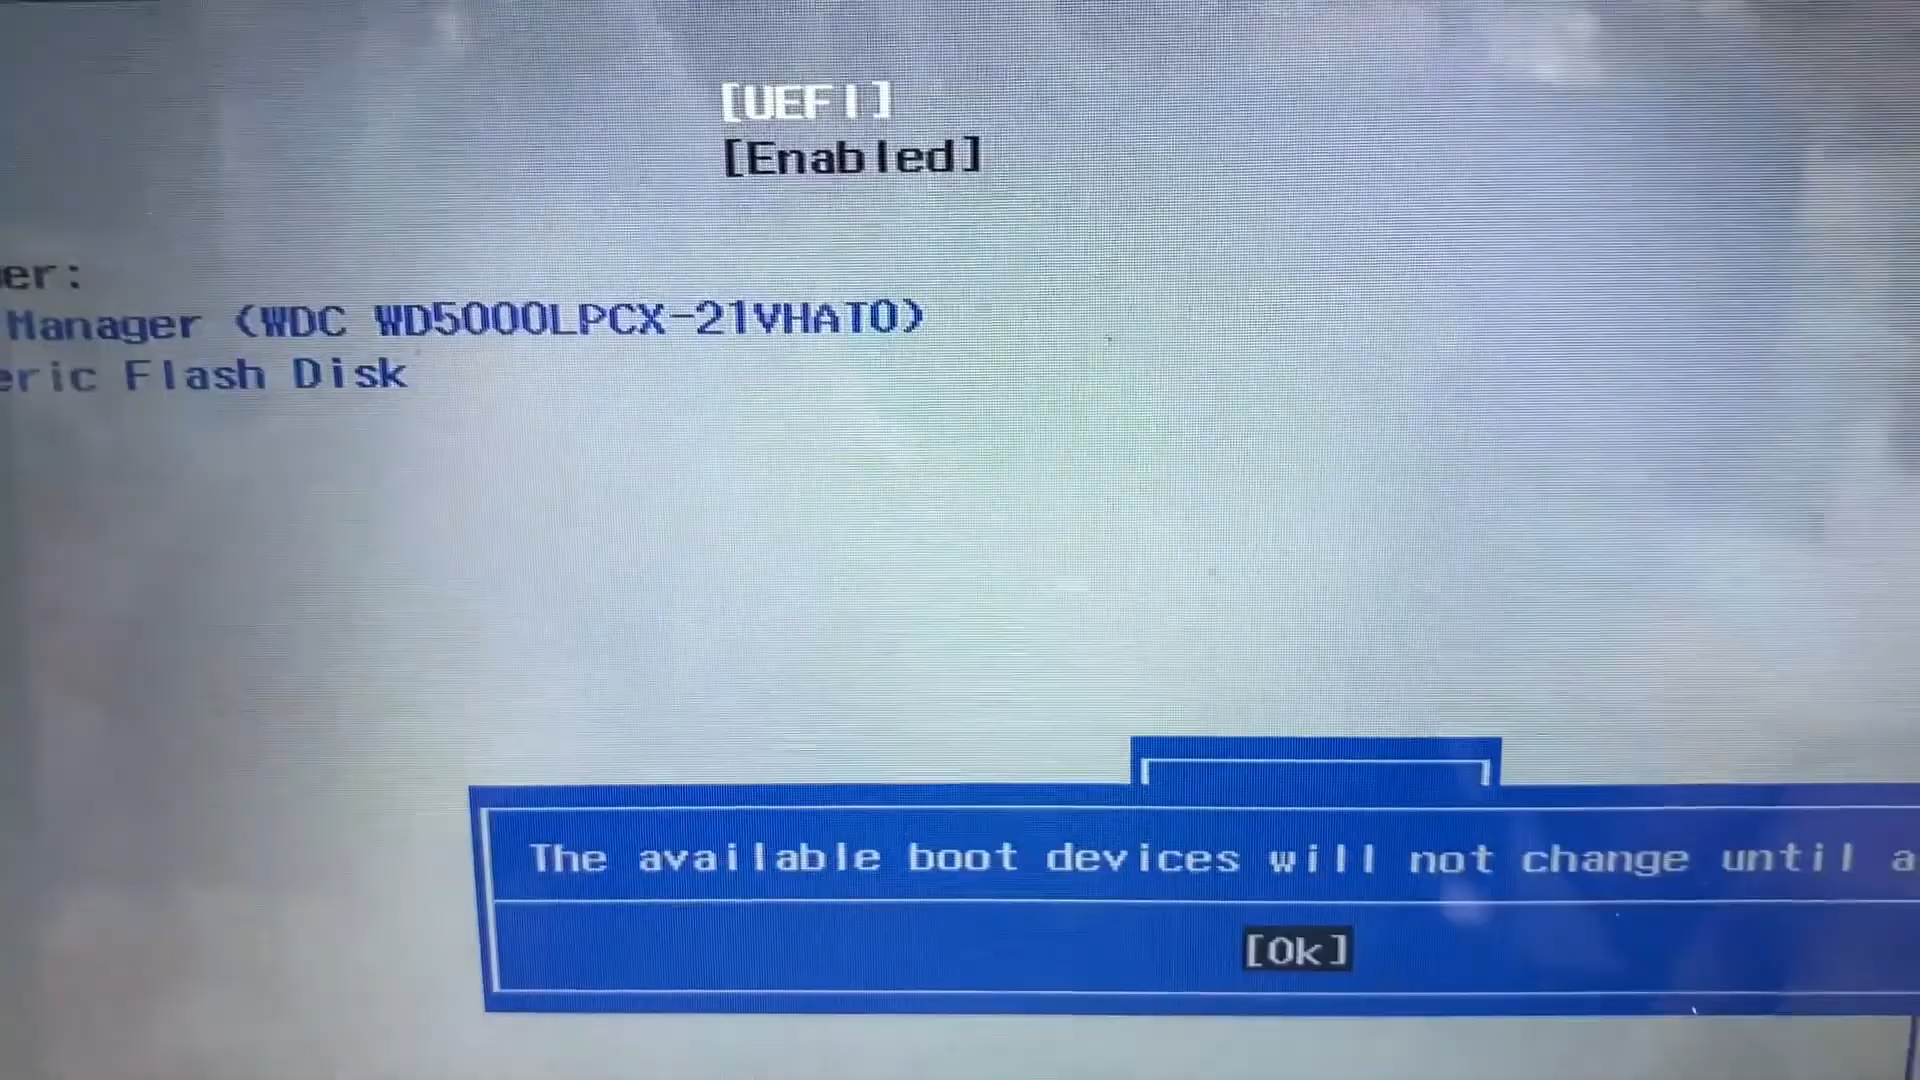 [UEFI]
[Enabled]
er:
Manager (WDC WD5000LPCX-21VHAT0)
eric Flash Disk
The available boot devices will not change until a
[Ok]